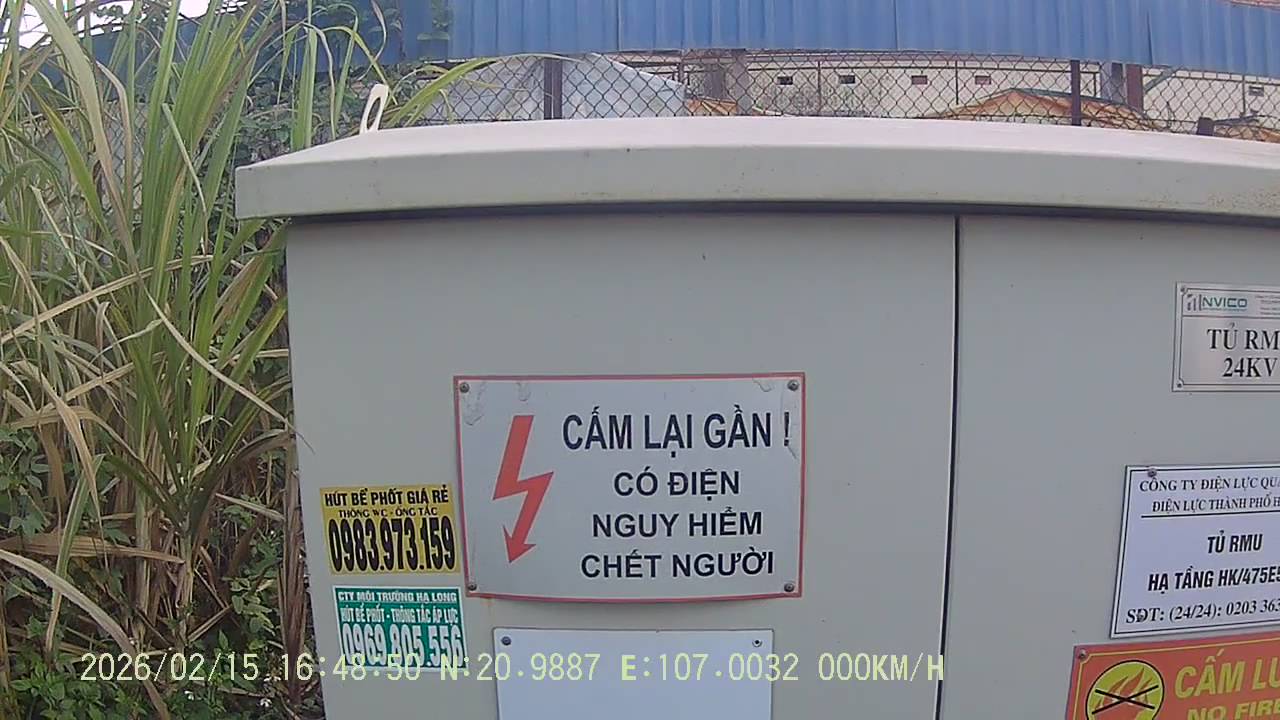 NVICO
TỦ RM
24KV
CẤM LẠI GẦN !
CÓ ĐIỆN
NGUY HIỂM
CHẾT NGƯỜI
HÚT BỂ PHỐT GIÁ RẺ
THÔNG WC - ỐNG TẮC
0983.973.159
CTY MÔI TRƯỜNG HẠ LONG
HÚT BỂ PHỐT - THÔNG TẮC ÁP LỰC
0969.805.556
CÔNG TY ĐIỆN LỰC QU
ĐIỆN LỰC THÀNH PHỐ H
TỦ RMU
HẠ TẦNG HK/475E5
SĐT: (24/24): 0203 36
CẤM L
NO FIR
2026/02/15 16:48:50 N:20.9887 E:107.0032 000KM/H